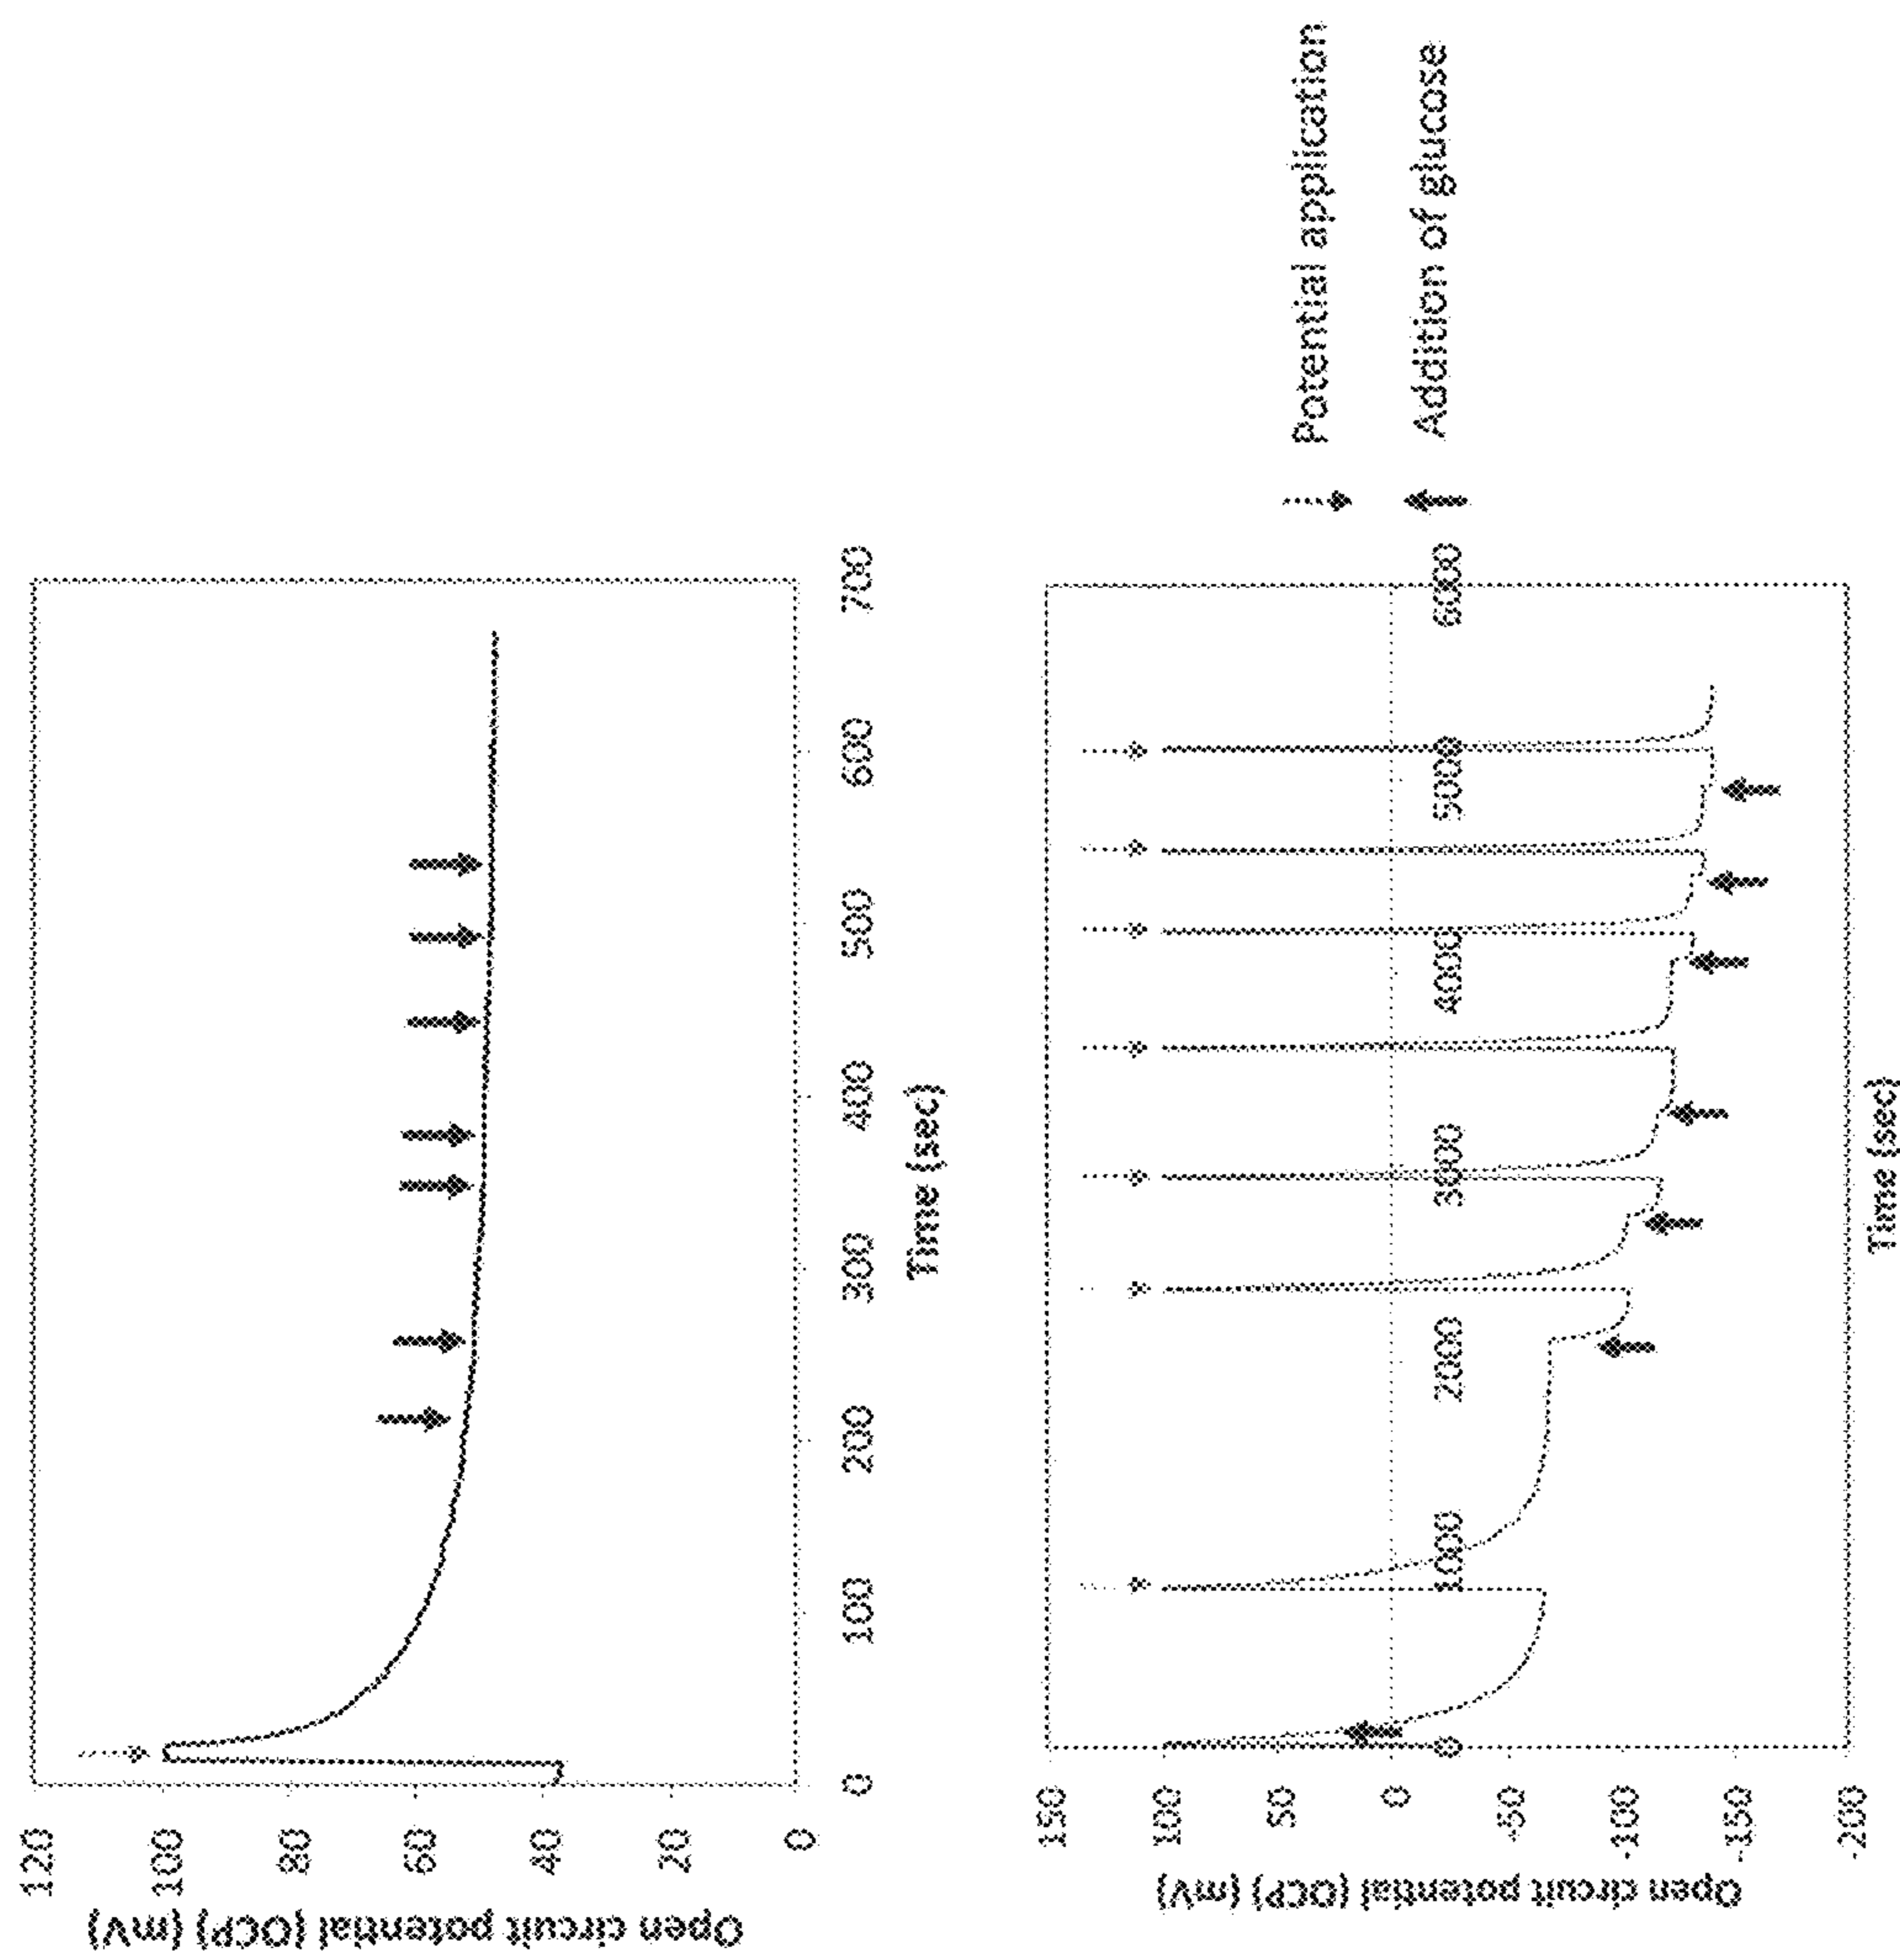 Open circuit potential (OCP) (mV)
120
100
80
60
40
20
0
0 100 200 300 400 500 600 700
Time (sec)
Open circuit potential (OCP) (mV)
150
100
50
0
-50
-100
-150
-200
0 1000 2000 3000 4000 5000 6000
Time (sec)
Potential application
Addition of glucose